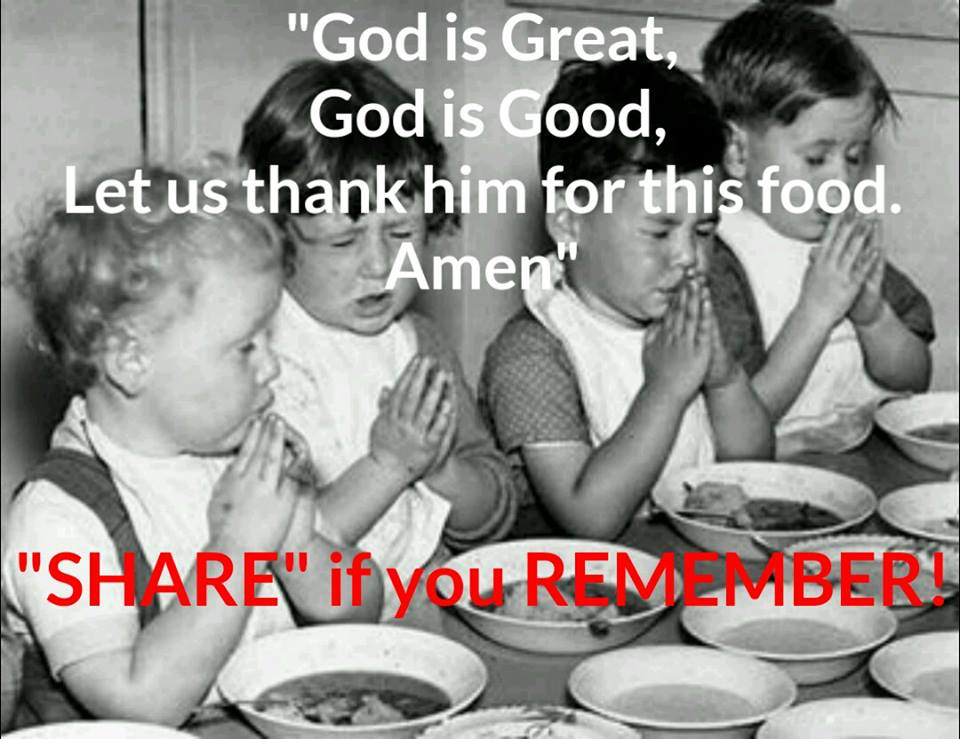 "God is Great,
God is Good,
Let us thank him for this food.
Amen"
"SHARE" if you REMEMBER!